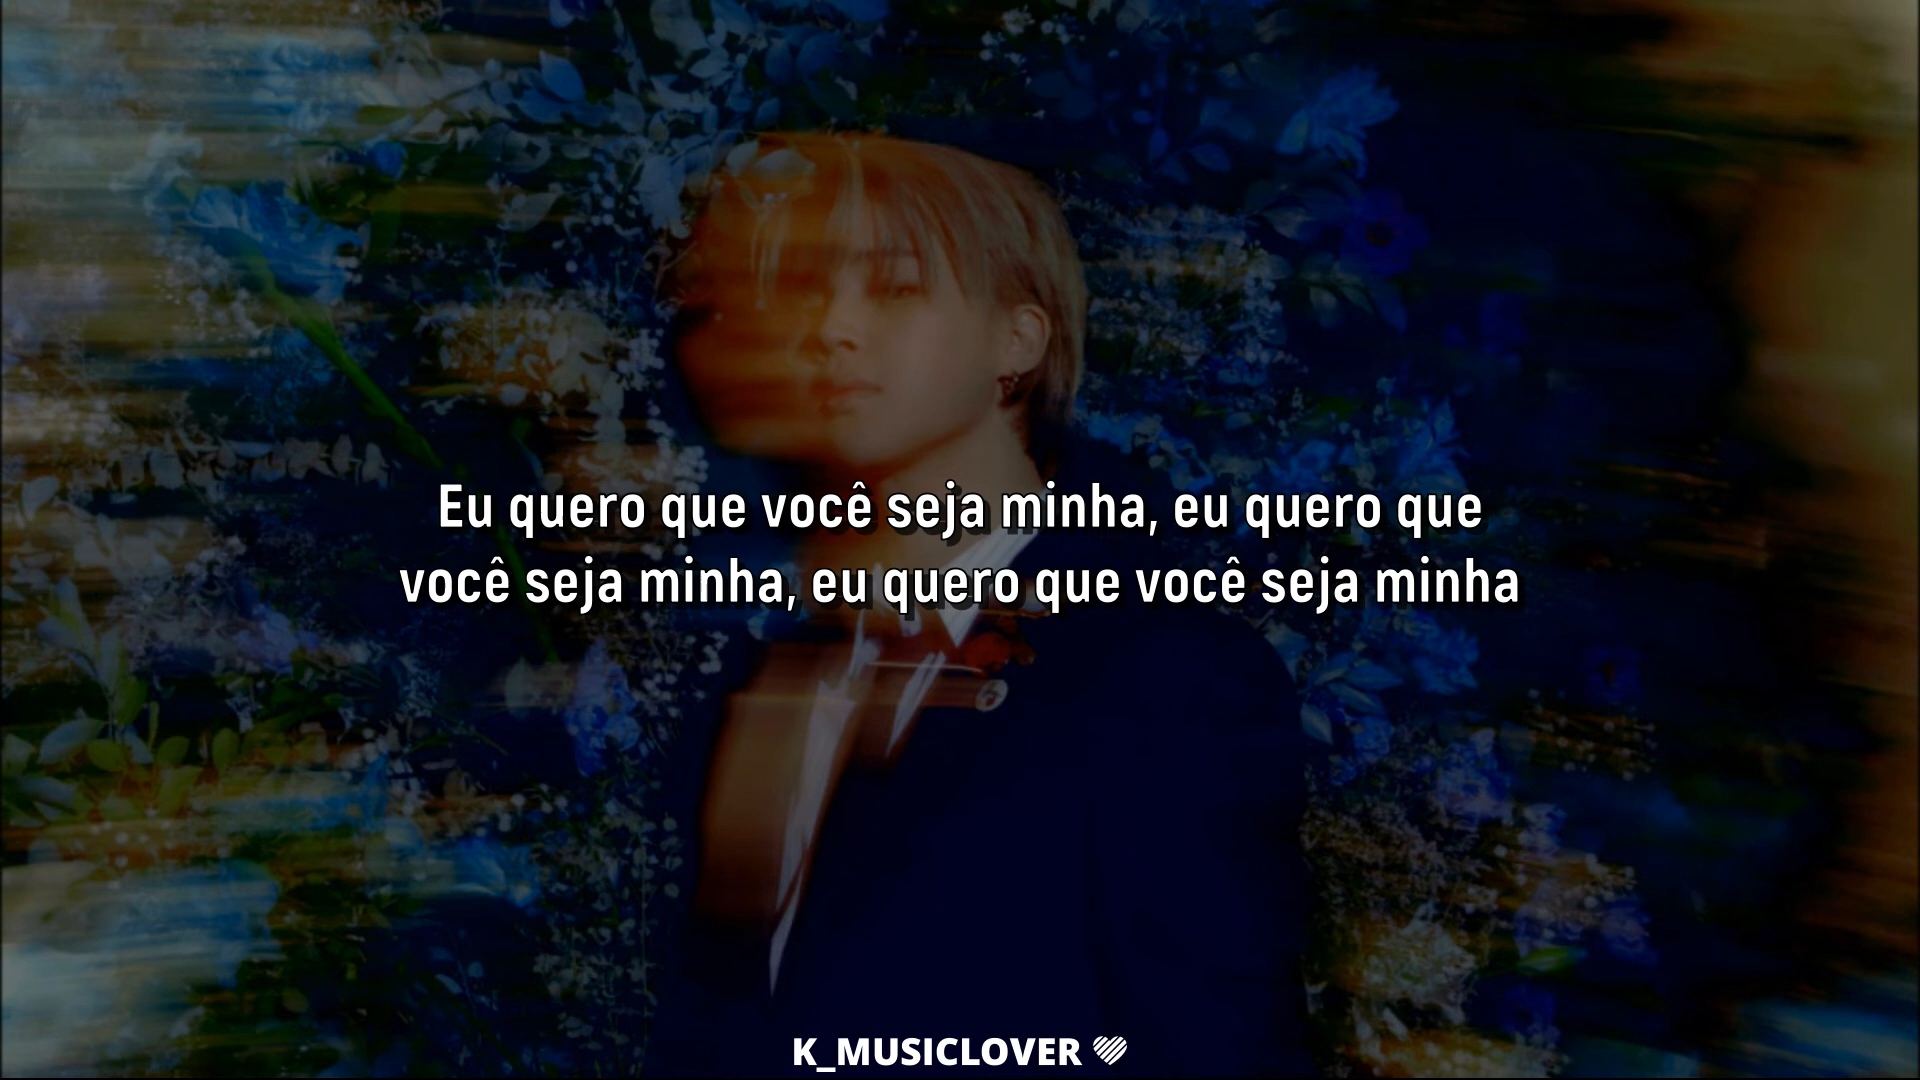 Eu quero que você seja minha, eu quero que
você seja minha, eu quero que você seja minha
K_MUSICLOVER